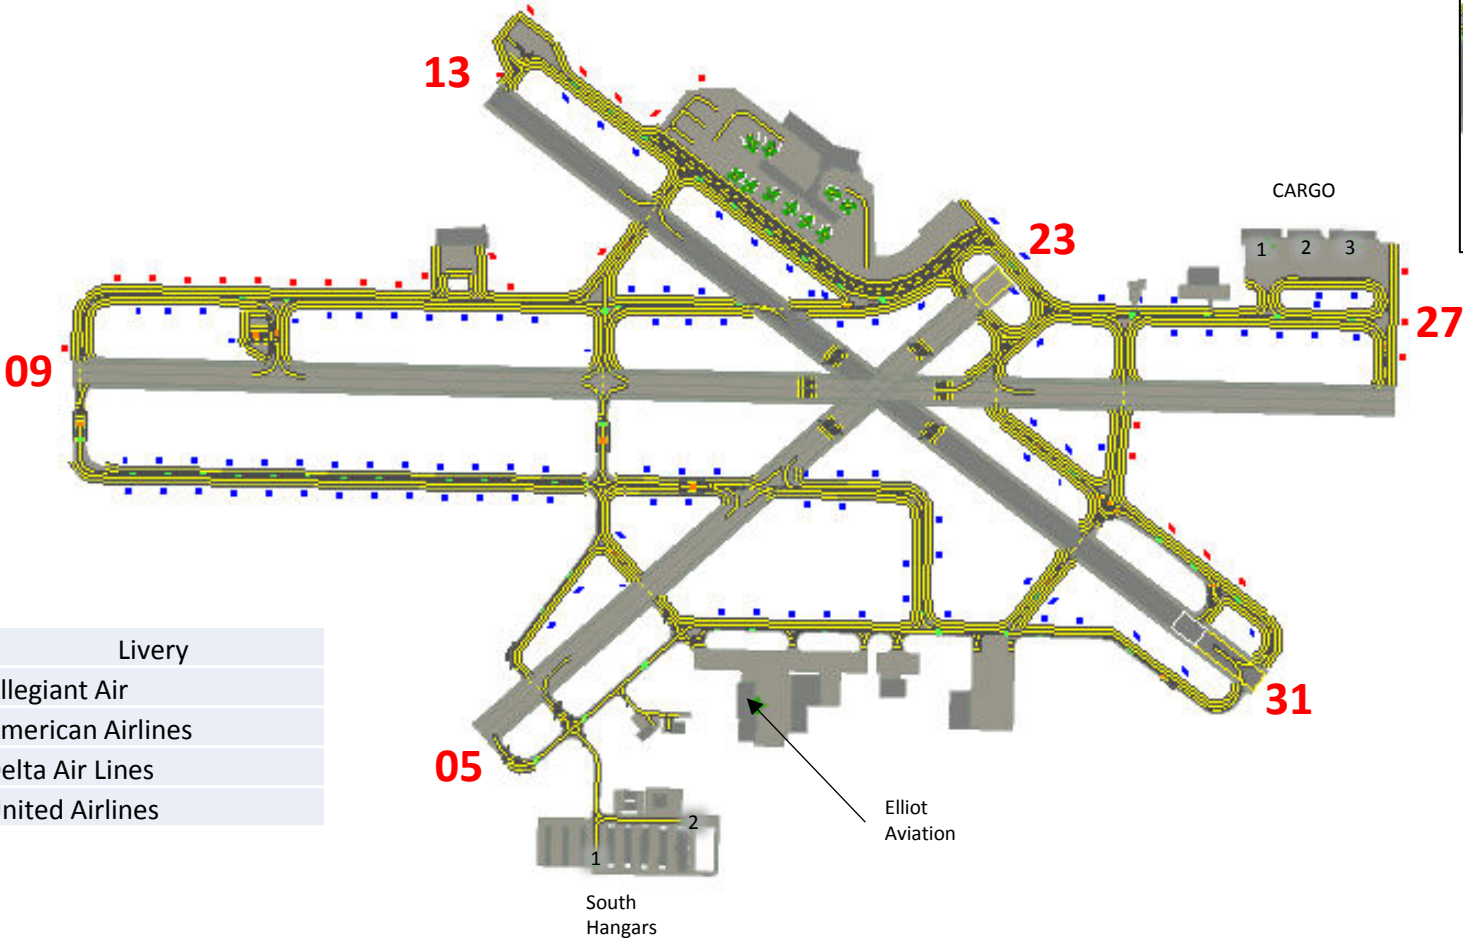 13
CARGO
23
1 2 3
27
09
Livery
llegiant Air
merican Airlines
elta Air Lines
nited Airlines
31
05
Elliot
Aviation
2
1
South
Hangars